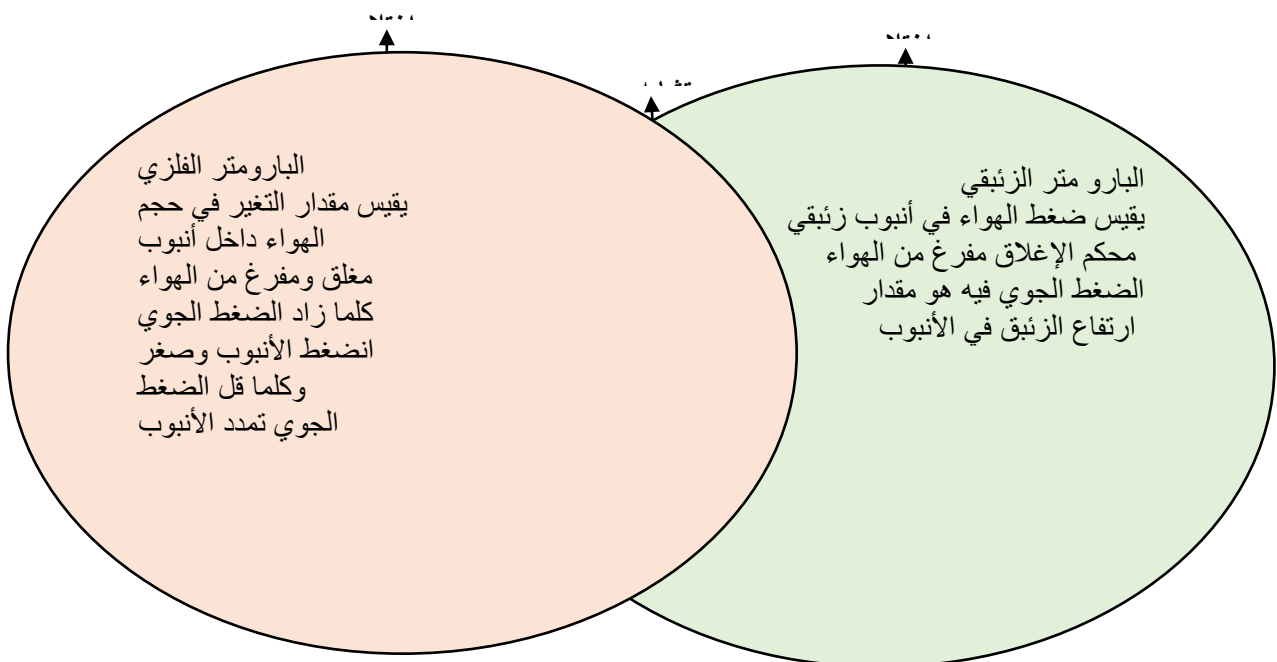 البارو متر الزئبقي
يقيس ضغط الهواء في أنبوب زئبقي
محكم الإغلاق مفرغ من الهواء
الضغط الجوي فيه هو مقدار
ارتفاع الزئبق في الأنبوب
البارومتر الفلزي
يقيس مقدار التغير في حجم
الهواء داخل أنبوب
مغلق ومفرغ من الهواء
كلما زاد الضغط الجوي
انضغط الأنبوب وصغر
وكلما قل الضغط
الجوي تمدد الأنبوب